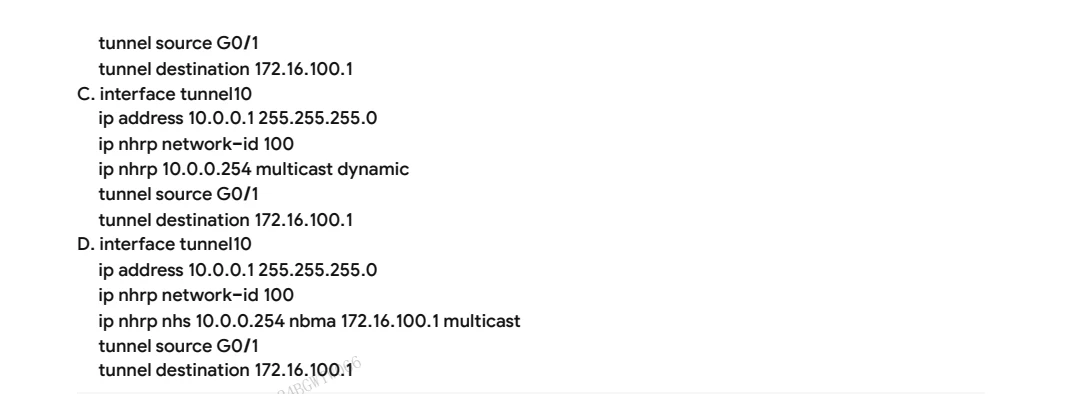 tunnel source G0/1
tunnel destination 172.16.100.1
C. interface tunnel10
ip address 10.0.0.1 255.255.255.0
ip nhrp network-id 100
ip nhrp 10.0.0.254 multicast dynamic
tunnel source G0/1
tunnel destination 172.16.100.1
D. interface tunnel10
ip address 10.0.0.1 255.255.255.0
ip nhrp network-id 100
ip nhrp nhs 10.0.0.254 nbma 172.16.100.1 multicast
tunnel source G0/1
tunnel destination 172.16.100.1